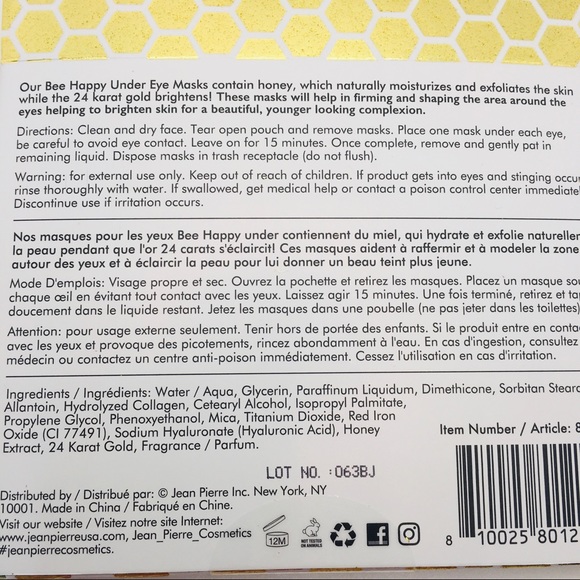 Our Bee Happy Under Eye Masks contain honey, which naturally moisturizes and exfoliates the skin
while the 24 karat gold brightens! These masks will help in firming and shaping the area around the
eyes helping to brighten skin for a beautiful, younger looking complexion.
Directions: Clean and dry face. Tear open pouch and remove masks. Place one mask under each eye,
be careful to avoid eye contact. Leave on for 15 minutes. Once complete, remove and gently pat in
remaining liquid. Dispose masks in trash receptacle (do not flush).
Warning: for external use only. Keep out of reach of children. If product gets into eyes and stinging occur
rinse thoroughly with water. If swallowed, get medical help or contact a poison control center immediate
Discontinue use if irritation occurs.
Nos masques pour les yeux Bee Happy under contiennent du miel, qui hydrate et exfolie naturellen
la peau pendant que l'or 24 carats s'éclaircit! Ces masques aident à raffermir et à modeler la zone
autour des yeux et à éclaircir la peau pour lui donner un beau teint plus jeune.
Mode D'emplois: Visage propre et sec. Ouvrez la pochette et retirez les masques. Placez un masque so
chaque œil en évitant tout contact avec les yeux. Laissez agir 15 minutes. Une fois terminé, retirez et ta
doucement dans le liquide restant. Jetez les masques dans une poubelle (ne pas jeter dans les toilettes)
Attention: pour usage externe seulement. Tenir hors de portée des enfants. Si le produit entre en conta
avec les yeux et provoque des picotements, rincez abondamment à l'eau. En cas d'ingestion, consultez
médecin ou contactez un centre anti-poison immédiatement. Cessez l'utilisation en cas d'irritation.
Ingredients / Ingrédients: Water / Aqua, Glycerin, Paraffinum Liquidum, Dimethicone, Sorbitan Stear
Allantoin, Hydrolyzed Collagen, Cetearyl Alcohol, Isopropyl Palmitate,
Propylene Glycol, Phenoxyethanol, Mica, Titanium Dioxide, Red Iron
Oxide (CI 77491), Sodium Hyaluronate (Hyaluronic Acid), Honey
Extract, 24 Karat Gold, Fragrance / Parfum.
Item Number / Article: 8
LOT NO. :063BJ
Distributed by / Distribué par: © Jean Pierre Inc. New York, NY
10001. Made in China / Fabriqué en Chine.
Visit our website / Visitez notre site Internet:
www.jeanpierreusa.com, Jean_Pierre_Cosmetics
#jeanpierrecosmetics.
12M
NOT TESTED
ON ANIMALS
8 10025 8012